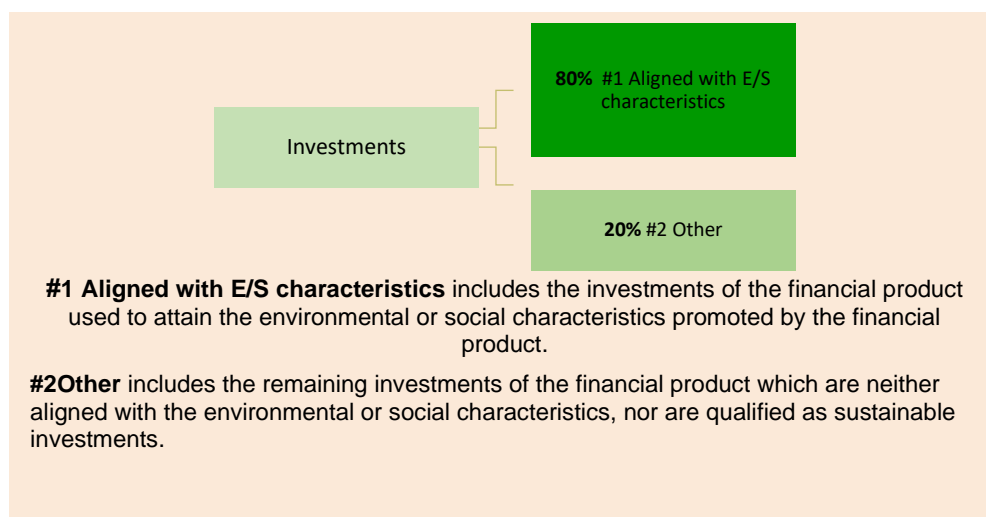 80% #1 Aligned with E/S
characteristics
Investments
20% #2 Other
#1 Aligned with E/S characteristics includes the investments of the financial product
used to attain the environmental or social characteristics promoted by the financial
product.
#2Other includes the remaining investments of the financial product which are neither
aligned with the environmental or social characteristics, nor are qualified as sustainable
investments.